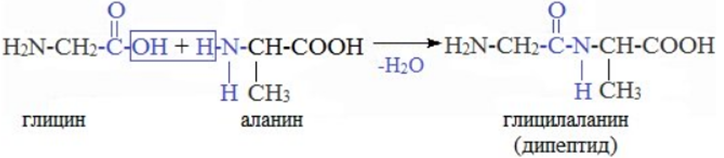 O
H2N-CH2-C-OH + H-N-CH-COOH -H2O H2N-CH2-C-N-CH-COOH
O
H CH3
H CH3
глицин аланин глицилаланин
(дипептид)